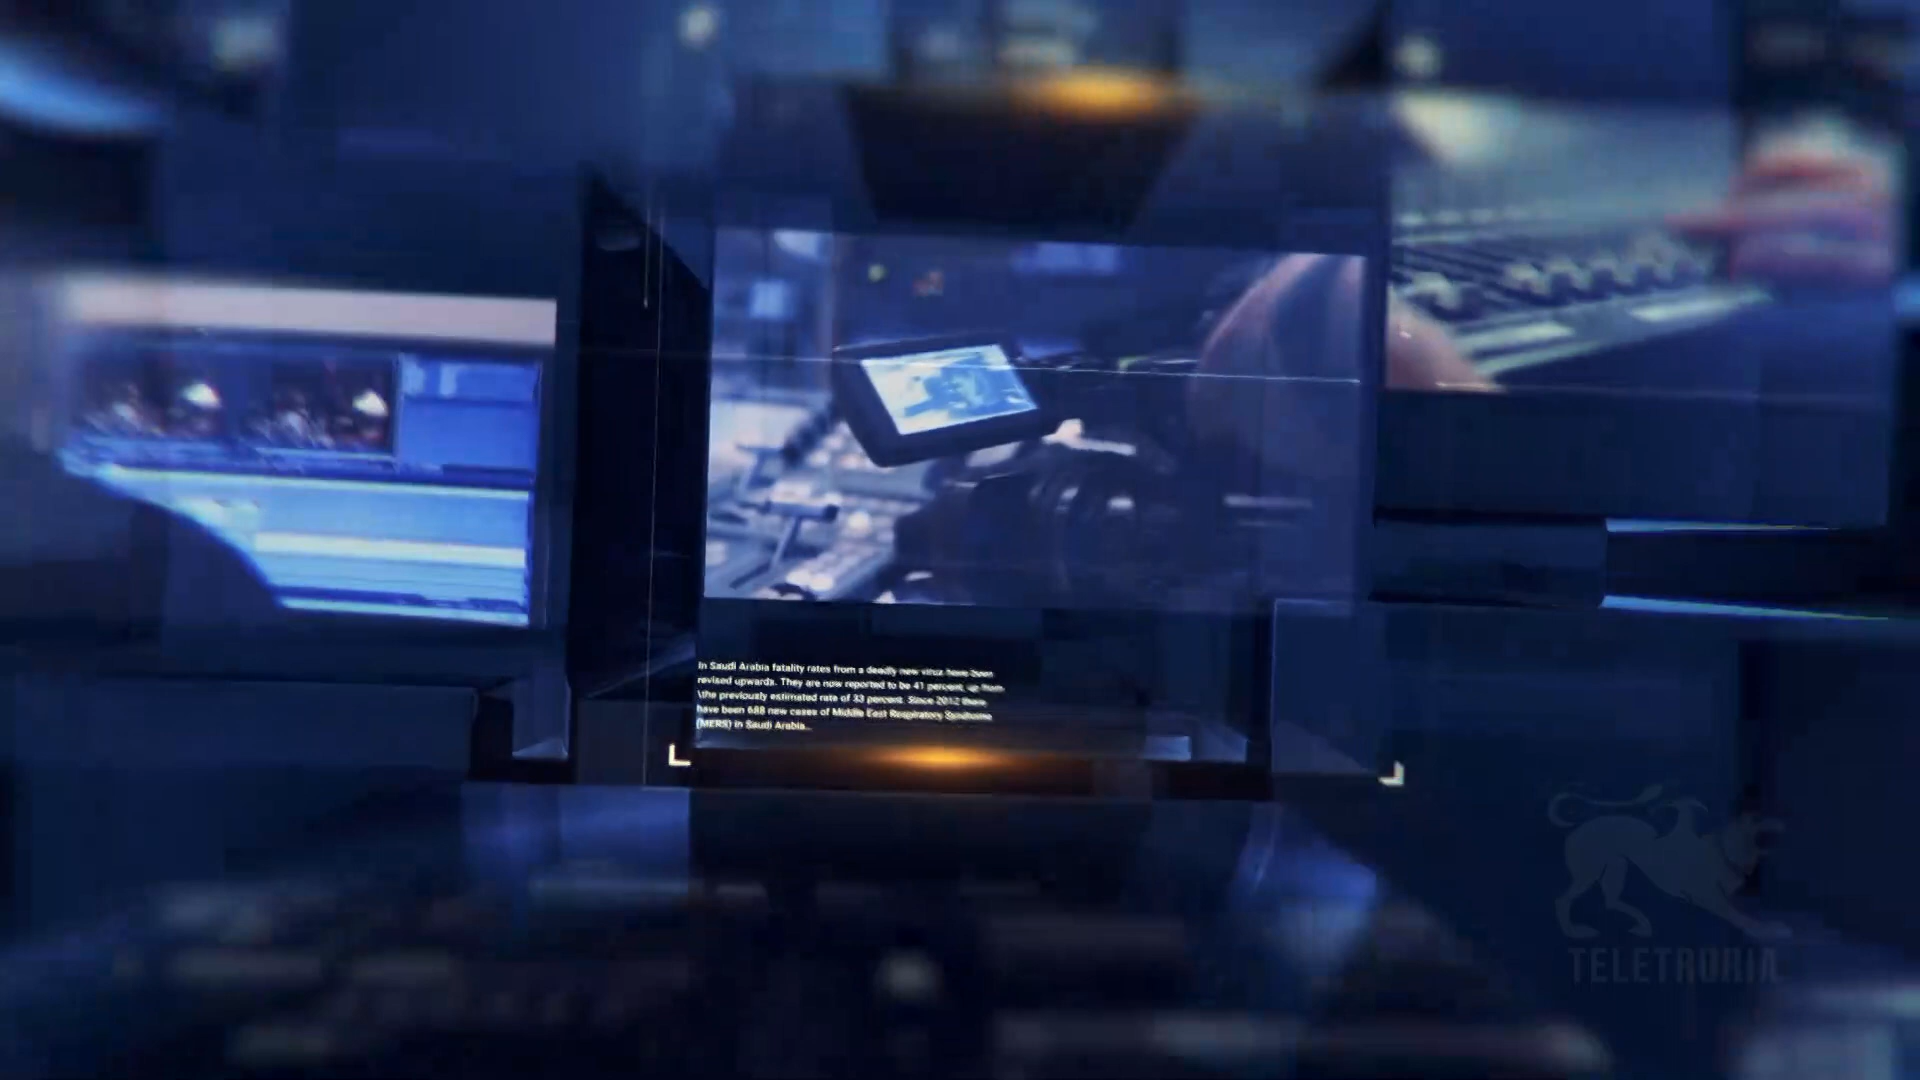 In Saudi Arabia fatality rates from a deadly new virus have been
revised upwards. They are now reported to be 41 percent, up from
\the previously estimated rate of 33 percent. Since 2012 there
have been 688 new cases of Middle East Respiratory Syndrome
(MERS) in Saudi Arabia...
TELETRORIA